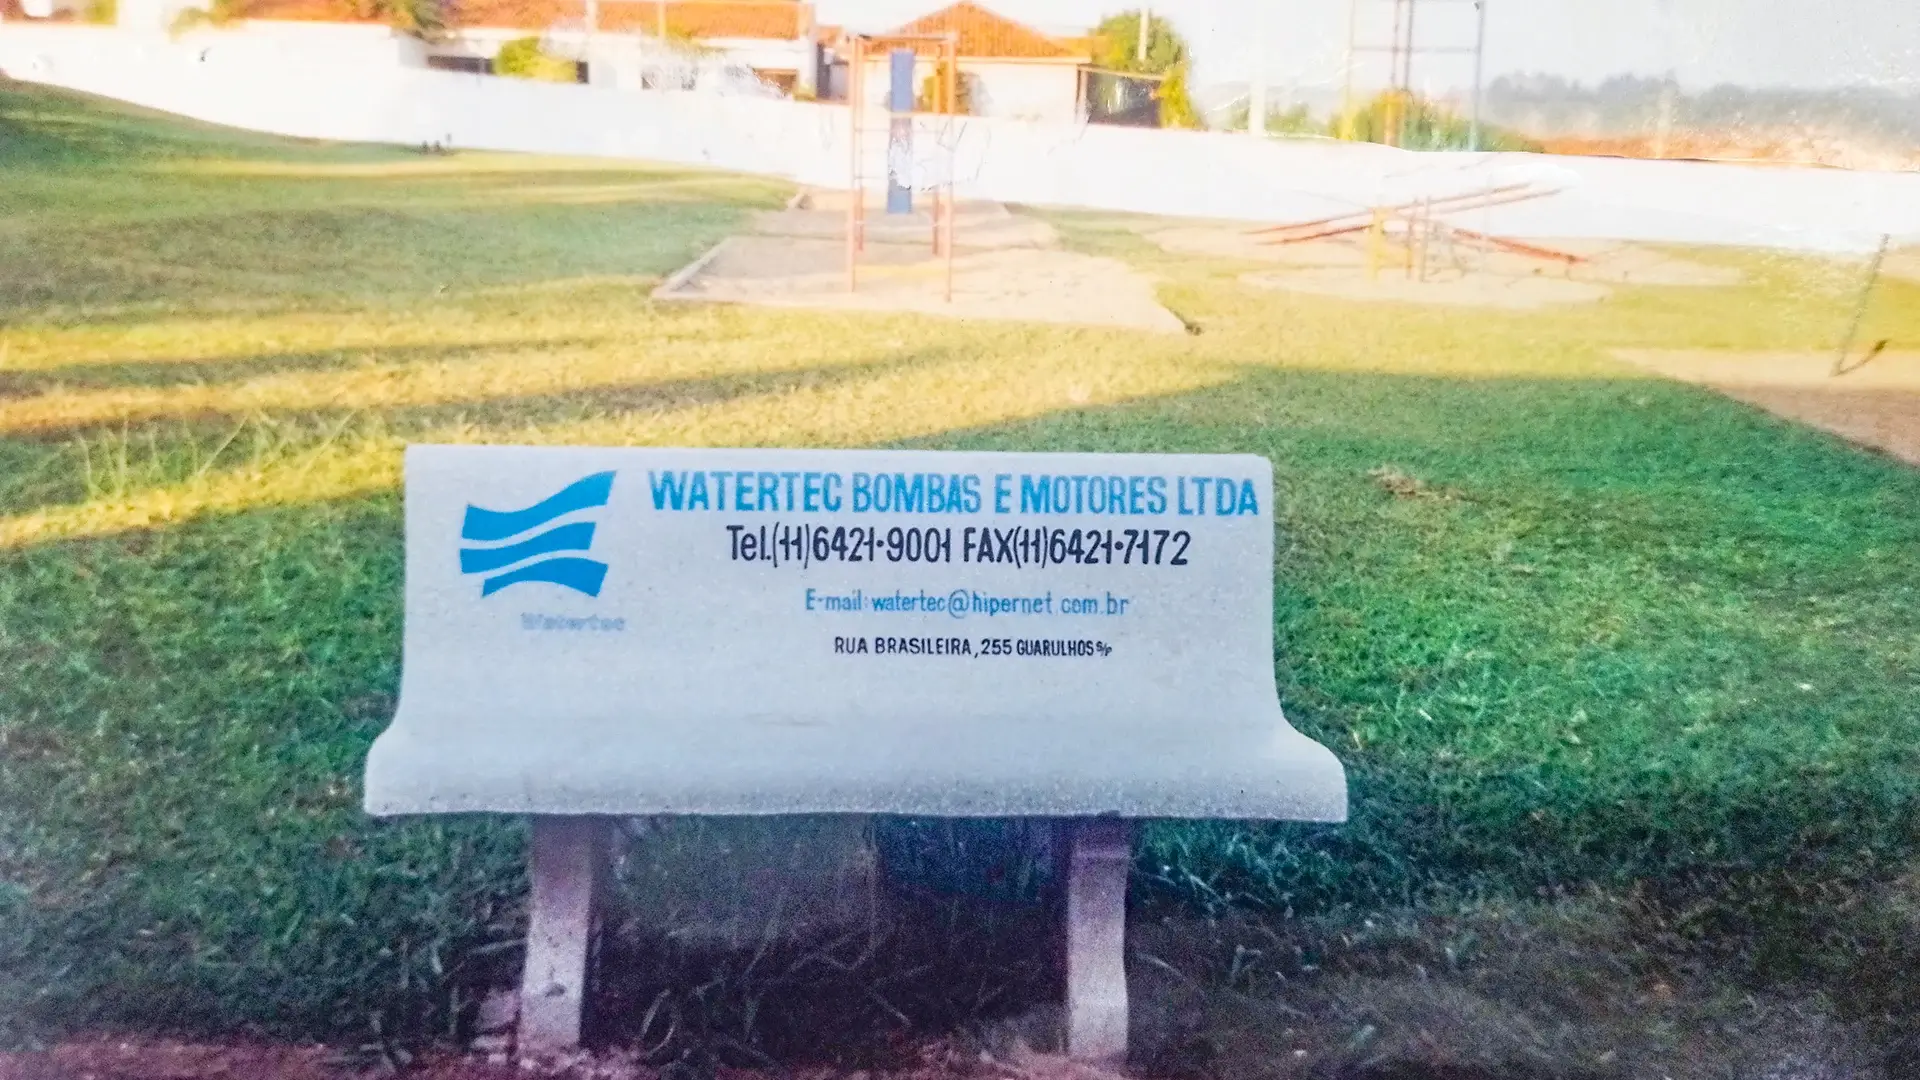 WATERTEC BOMBAS E MOTORES LTDA
Tel.(11)6421-9001 FAX(11)6421-7172
E-mail: watertec@hipernet.com.br
RUA BRASILEIRA, 255 GUARULHOS S/P
Watertec